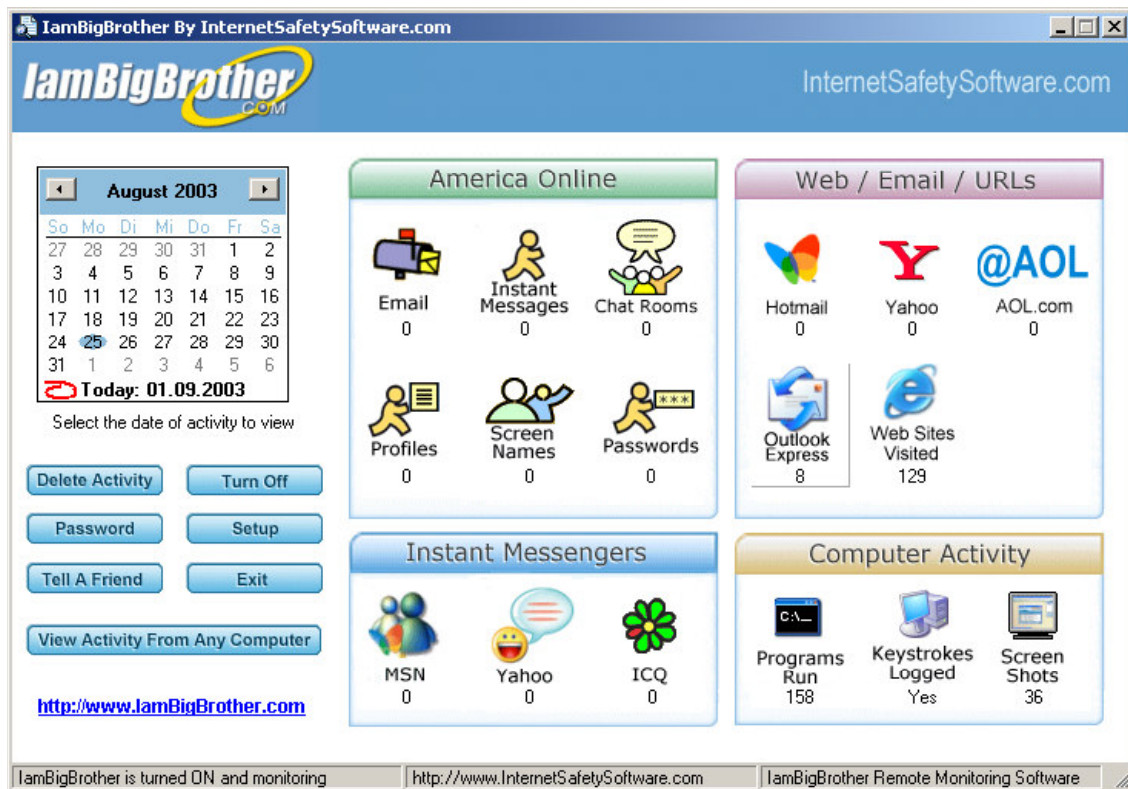 IamBigBrother By InternetSafetySoftware.com
IamBigBrother
.COM
InternetSafetySoftware.com
August 2003
So Mo Di Mi Do Fr Sa
27 28 29 30 31 1 2
3 4 5 6 7 8 9
10 11 12 13 14 15 16
17 18 19 20 21 22 23
24 25 26 27 28 29 30
31 1 2 3 4 5 6
Today: 01.09.2003
Select the date of activity to view
Delete Activity
Turn Off
Password
Setup
Tell A Friend
Exit
View Activity From Any Computer
http://www.IamBigBrother.com
America Online
Email
0
Instant
Messages
0
Chat Rooms
0
Profiles
0
Screen
Names
0
***
Passwords
0
Web / Email / URLs
Hotmail
0
Y
Yahoo
0
@AOL
AOL.com
0
Outlook
Express
8
Web Sites
Visited
129
Instant Messengers
MSN
0
Yahoo
0
ICQ
0
Computer Activity
C:\_
Programs
Run
158
Keystrokes
Logged
Yes
Screen
Shots
36
IamBigBrother is turned ON and monitoring
http://www.InternetSafetySoftware.com
IamBigBrother Remote Monitoring Software